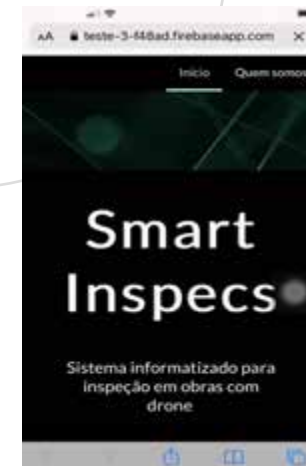 AA teste-3-f48ad.firebaseapp.com ×
Início Quem somos
Smart
Inspecs
Sistema informatizado para
inspeção em obras com
drone